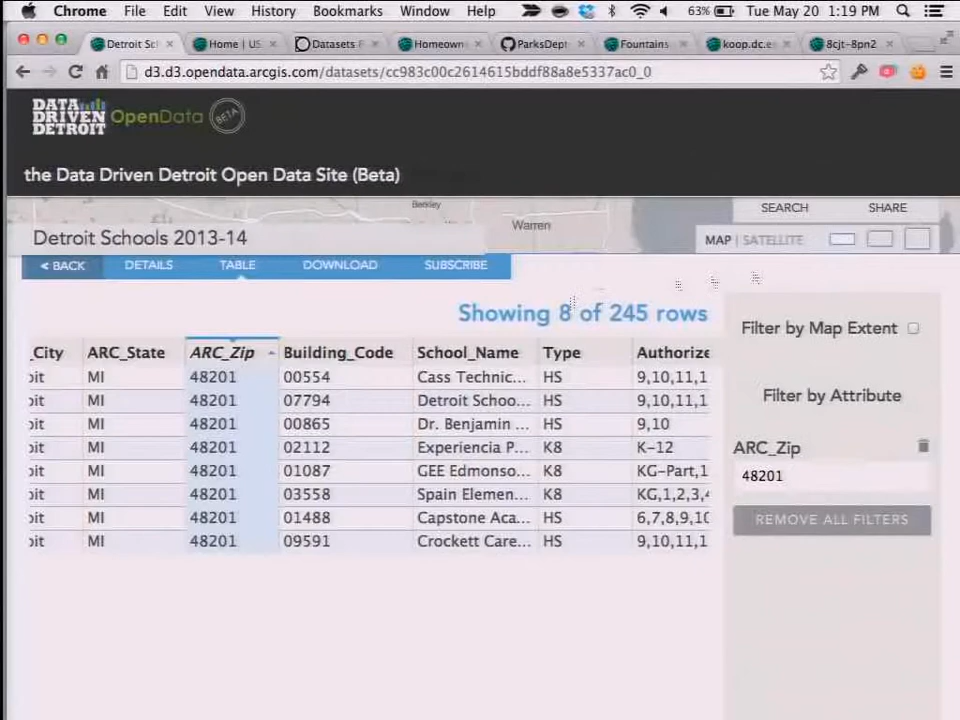 Chrome File Edit View History Bookmarks Window Help 63% Tue May 20 1:19 PM
Detroit Sch Home | US Datasets F Homeown ParksDept Fountains koop.dc.e 8cjt-8pn2
d3.d3.opendata.arcgis.com/datasets/cc983c00c2614615bddf88a8e5337ac0_0
DATA DRIVEN DETROIT OpenData BETA
the Data Driven Detroit Open Data Site (Beta)
Berkley
Warren
SEARCH SHARE
Detroit Schools 2013-14
MAP | SATELLITE
< BACK DETAILS TABLE DOWNLOAD SUBSCRIBE
Showing 8 of 245 rows
Filter by Map Extent
_City ARC_State ARC_Zip Building_Code School_Name Type Authorize
oit MI 48201 00554 Cass Technic... HS 9,10,11,1
oit MI 48201 07794 Detroit Schoo... HS 9,10,11,1
oit MI 48201 00865 Dr. Benjamin ... HS 9,10
oit MI 48201 02112 Experiencia P... K8 K-12
oit MI 48201 01087 GEE Edmonso... K8 KG-Part,1
oit MI 48201 03558 Spain Elemen... K8 KG,1,2,3,4
oit MI 48201 01488 Capstone Aca... HS 6,7,8,9,10
oit MI 48201 09591 Crockett Care... HS 9,10,11,1
Filter by Attribute
ARC_Zip
48201
REMOVE ALL FILTERS